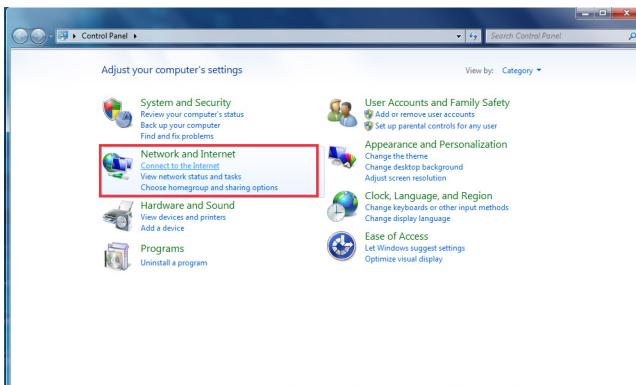 Control Panel
Search Control Panel
Adjust your computer's settings
View by: Category
System and Security
Review your computer's status
Back up your computer
Find and fix problems
Network and Internet
Connect to the Internet
View network status and tasks
Choose homegroup and sharing options
Hardware and Sound
View devices and printers
Add a device
Programs
Uninstall a program
User Accounts and Family Safety
Add or remove user accounts
Set up parental controls for any user
Appearance and Personalization
Change the theme
Change desktop background
Adjust screen resolution
Clock, Language, and Region
Change keyboards or other input methods
Change display language
Ease of Access
Let Windows suggest settings
Optimize visual display